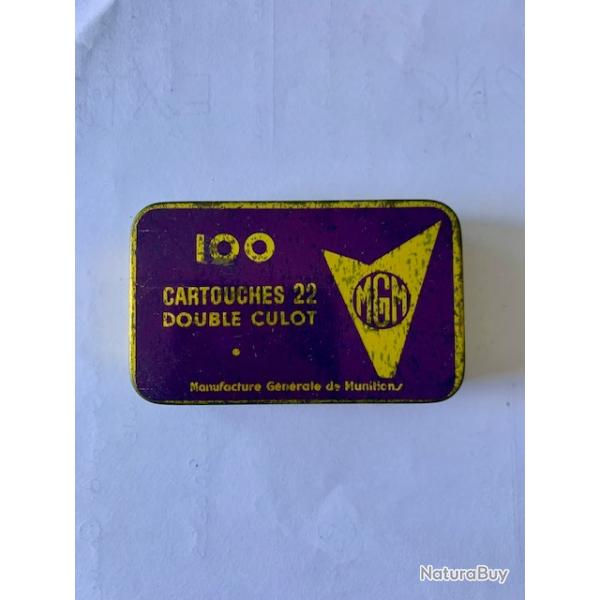 100
CARTOUCHES 22
DOUBLE CULOT
MGM
Manufacture Générale de Munitions
NaturaBuy